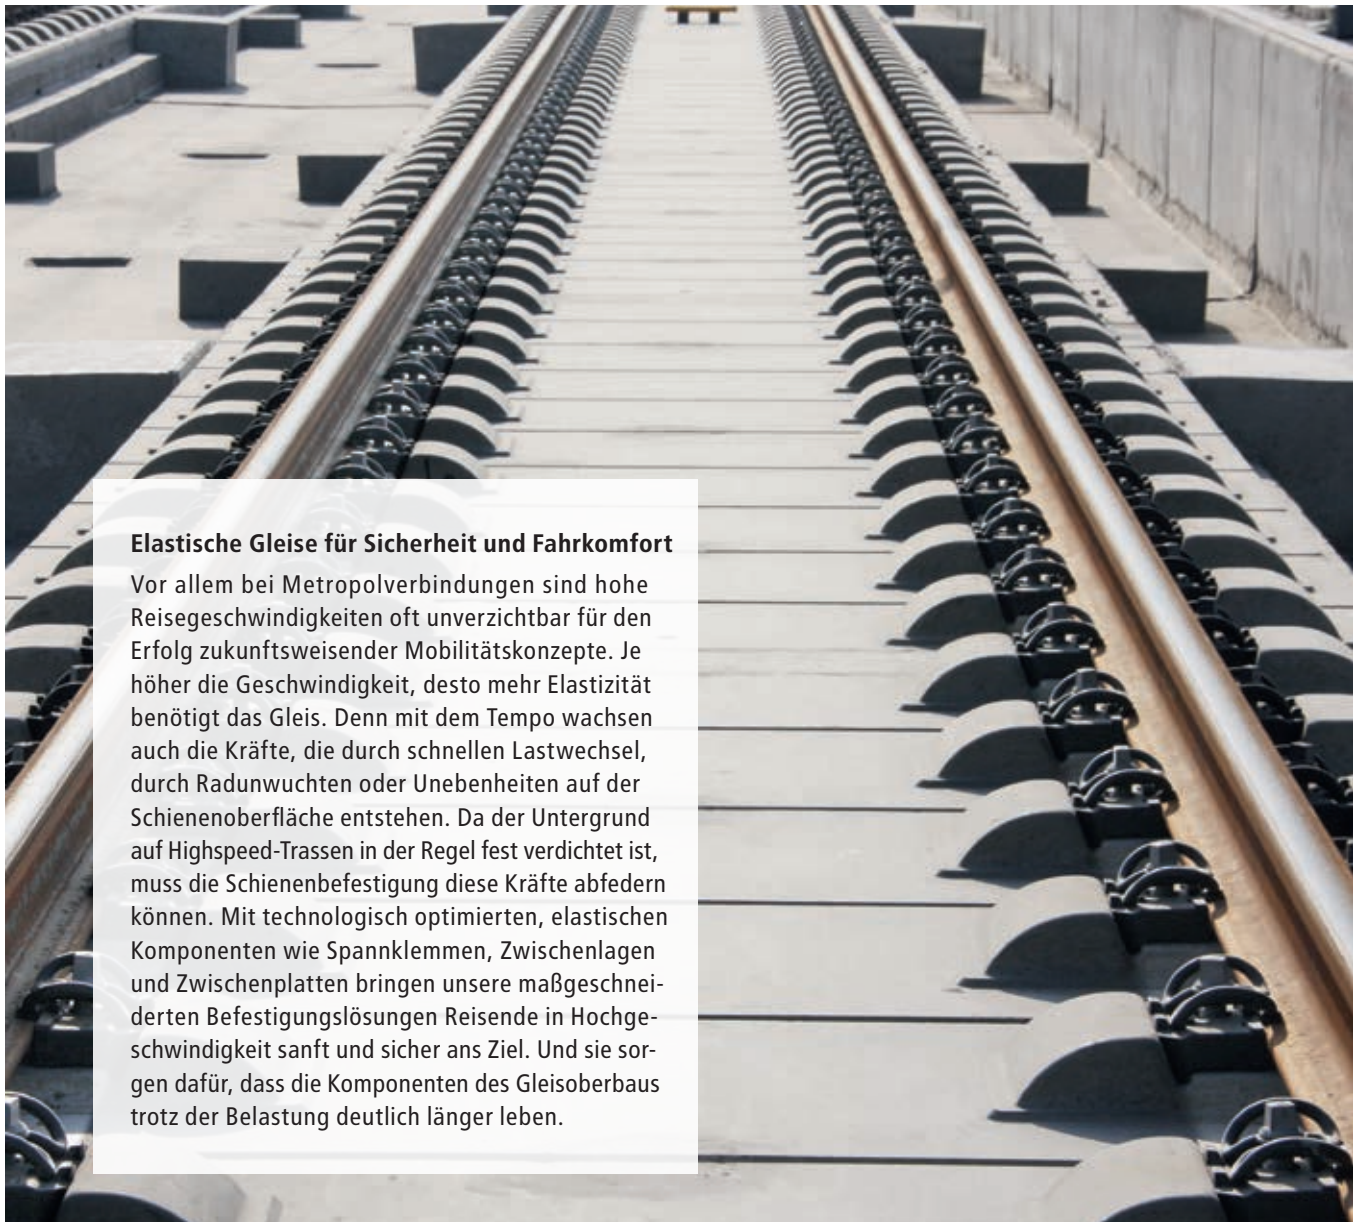 Elastische Gleise für Sicherheit und Fahrkomfort
Vor allem bei Metropolverbindungen sind hohe
Reisegeschwindigkeiten oft unverzichtbar für den
Erfolg zukunftsweisender Mobilitätskonzepte. Je
höher die Geschwindigkeit, desto mehr Elastizität
benötigt das Gleis. Denn mit dem Tempo wachsen
auch die Kräfte, die durch schnellen Lastwechsel,
durch Radunwuchten oder Unebenheiten auf der
Schienenoberfläche entstehen. Da der Untergrund
auf Highspeed-Trassen in der Regel fest verdichtet ist,
muss die Schienenbefestigung diese Kräfte abfedern
können. Mit technologisch optimierten, elastischen
Komponenten wie Spannklemmen, Zwischenlagen
und Zwischenplatten bringen unsere maßgeschnei-
derten Befestigungslösungen Reisende in Hochge-
schwindigkeit sanft und sicher ans Ziel. Und sie sor-
gen dafür, dass die Komponenten des Gleisoberbaus
trotz der Belastung deutlich länger leben.